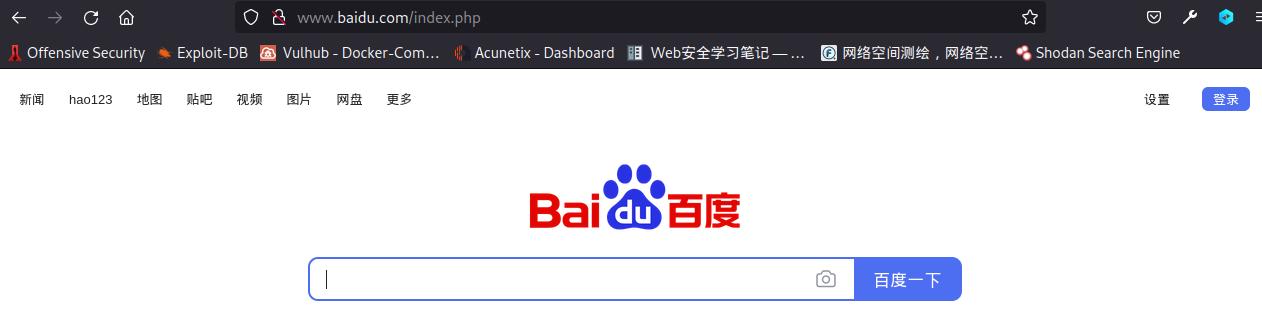 www.baidu.com/index.php
Offensive Security Exploit-DB Vulhub - Docker-Com... Acunetix - Dashboard Web安全学习笔记 — ... 网络空间测绘，网络空... Shodan Search Engine
新闻 hao123 地图 贴吧 视频 图片 网盘 更多 设置 登录
Bai du 百度
百度一下